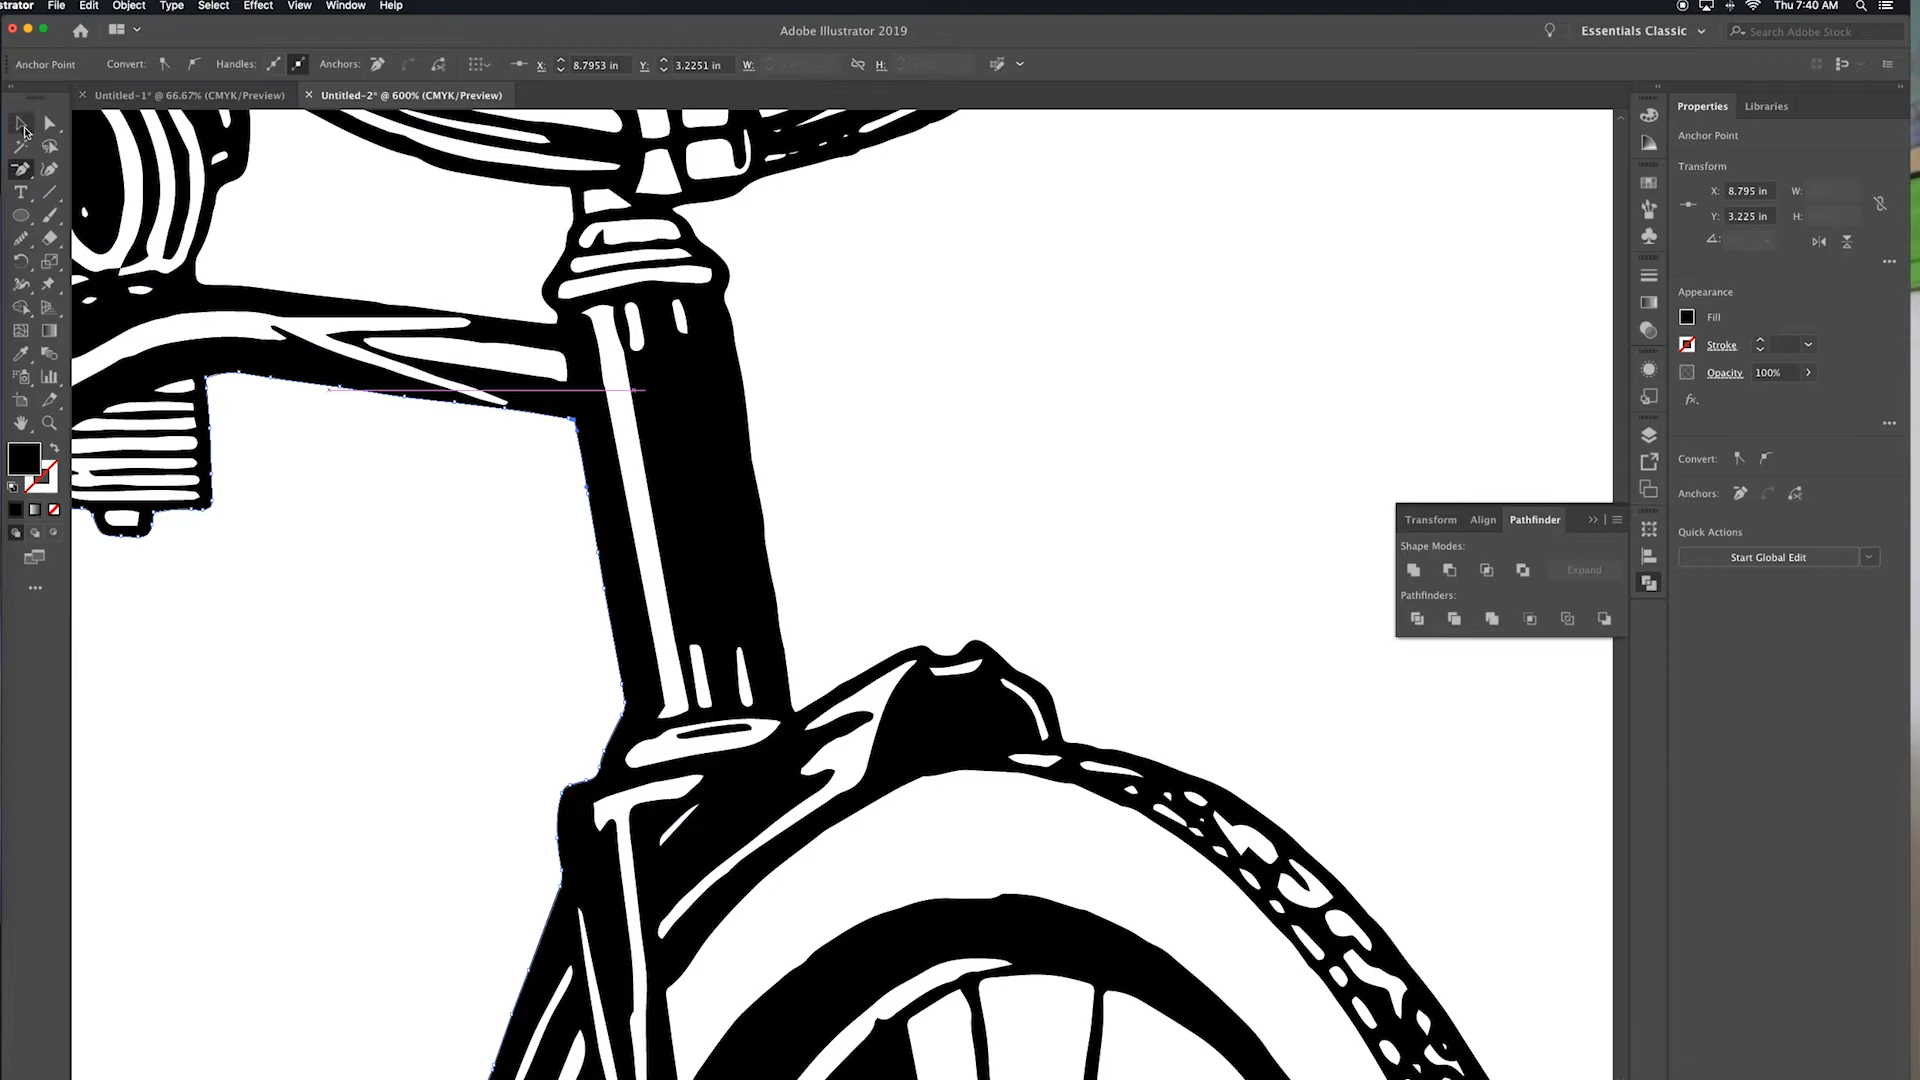 strator File Edit Object Type Select Effect View Window Help Thu 7:40 AM
Adobe Illustrator 2019 Essentials Classic Search Adobe Stock
Anchor Point Convert: Handles: Anchors: X: 8.7953 in Y: 3.2251 in W: H:
Untitled-1* @ 66.67% (CMYK/Preview) Untitled-2* @ 600% (CMYK/Preview)
Properties Libraries
Anchor Point
Transform
X: 8.795 in W:
Y: 3.225 in H:
Appearance
Fill
Stroke
Opacity 100%
fx.
Convert:
Anchors:
Quick Actions
Start Global Edit
Transform Align Pathfinder
Shape Modes:
Expand
Pathfinders: